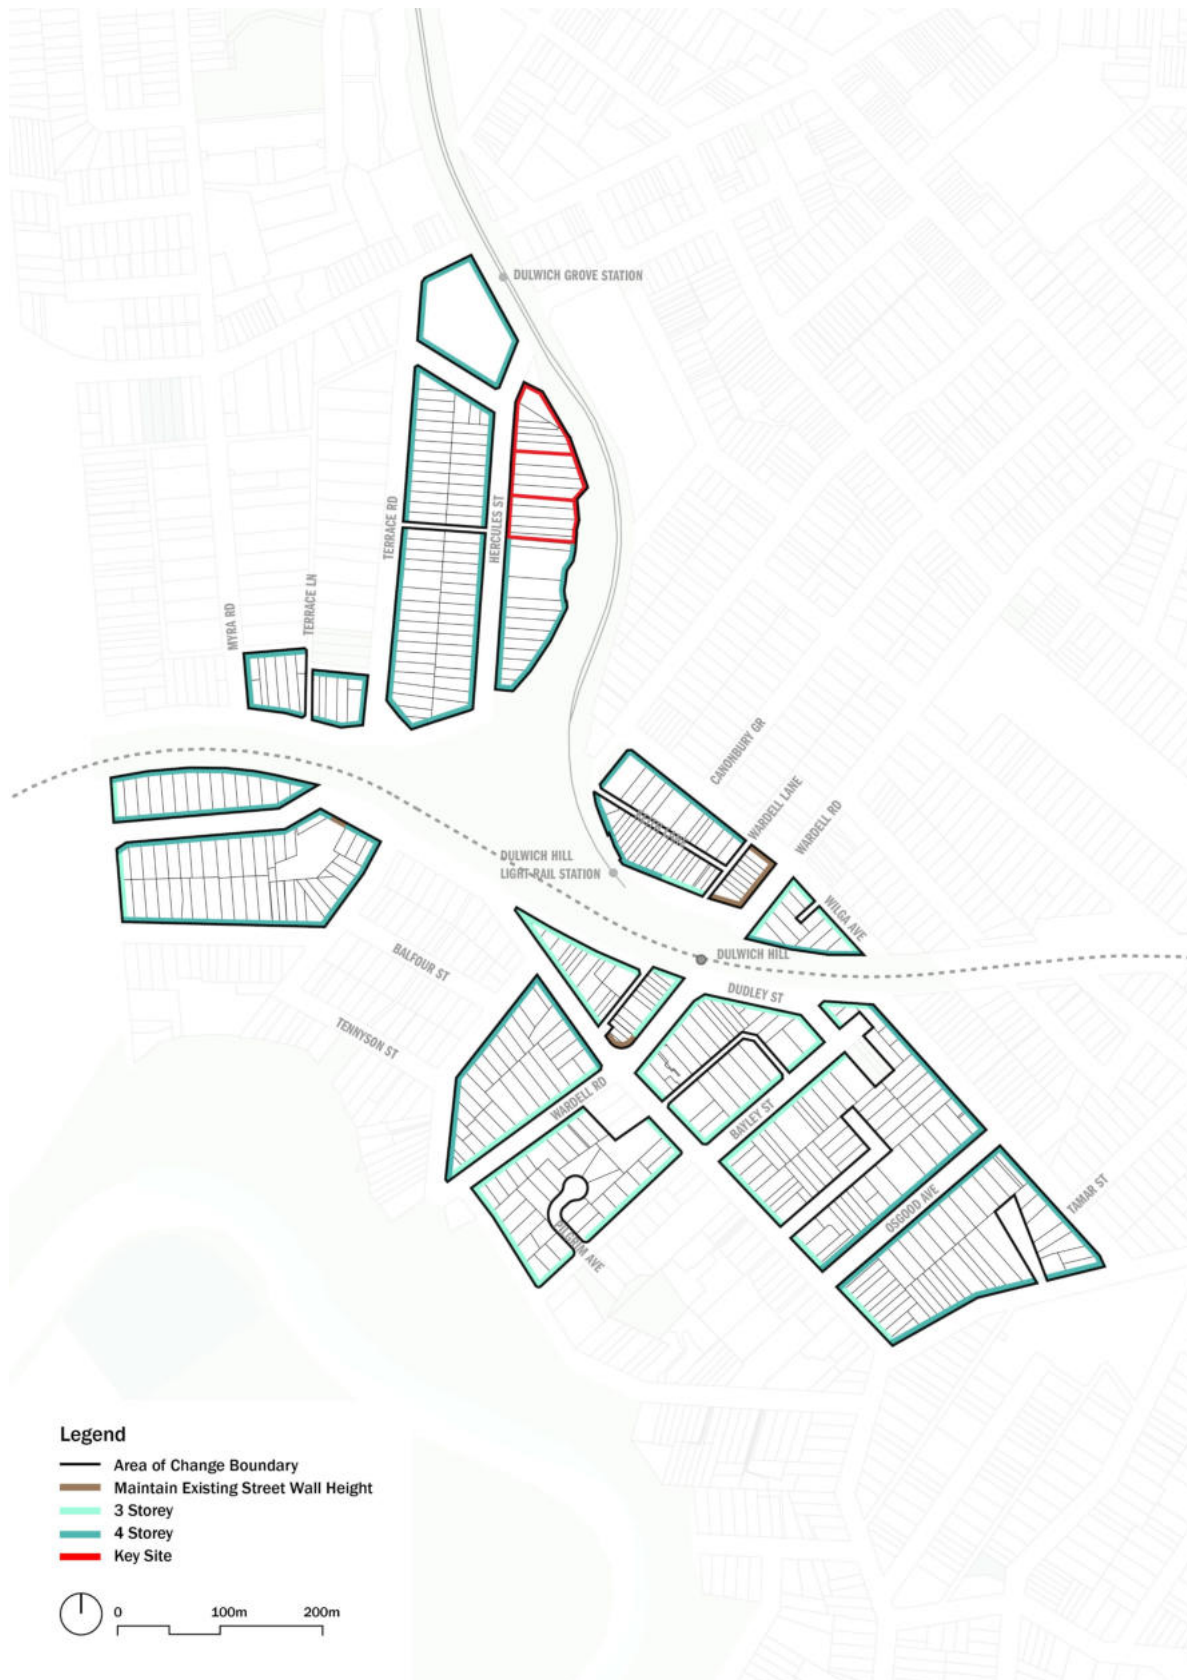 DULWICH GROVE STATION
TERRACE RD
HERCULES ST
TERRACE LN
MYRA RD
CANONBURY GR
WARDELL LANE
WARDELL RD
DULWICH HILL
LIGHT RAIL STATION
WILGA AVE
DULWICH HILL
BALFOUR ST
DUDLEY ST
TENNYSON ST
WARDELL RD
BAYLEY ST
OSGOOD AVE
TAMAR ST
PILGRIM AVE
Legend
Area of Change Boundary
Maintain Existing Street Wall Height
3 Storey
4 Storey
Key Site
0 100m 200m